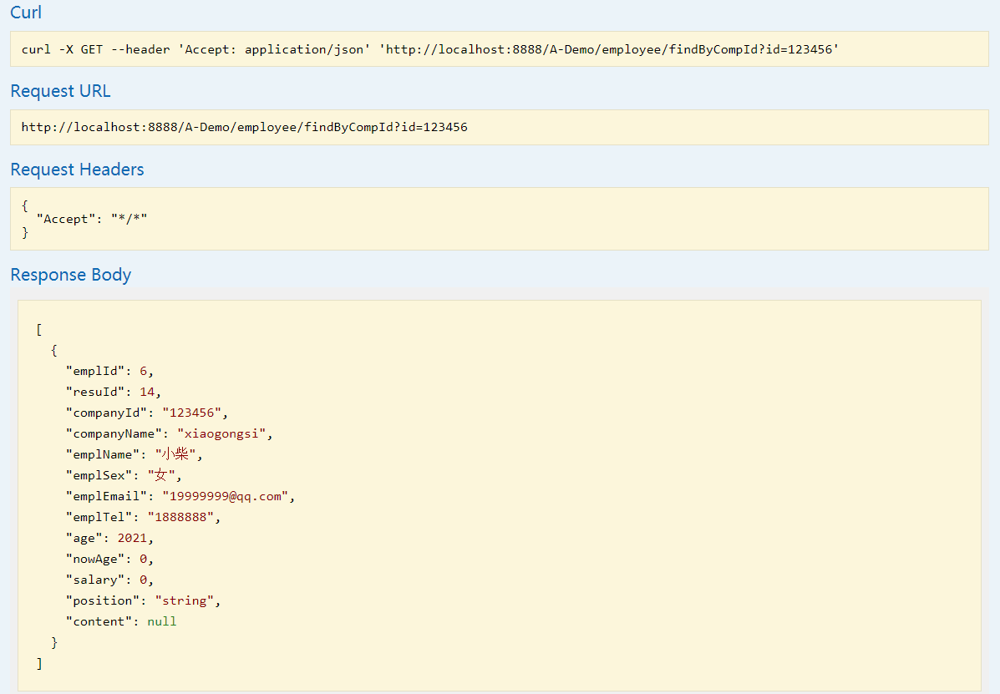 Curl
curl -X GET --header 'Accept: application/json' 'http://localhost:8888/A-Demo/employee/findByCompId?id=123456'
Request URL
http://localhost:8888/A-Demo/employee/findByCompId?id=123456
Request Headers
{
  "Accept": "*/*"
}
Response Body
[
  {
    "emplId": 6,
    "resuId": 14,
    "companyId": "123456",
    "companyName": "xiaogongsi",
    "emplName": "小柴",
    "emplSex": "女",
    "emplEmail": "19999999@qq.com",
    "emplTel": "1888888",
    "age": 2021,
    "nowAge": 0,
    "salary": 0,
    "position": "string",
    "content": null
  }
]